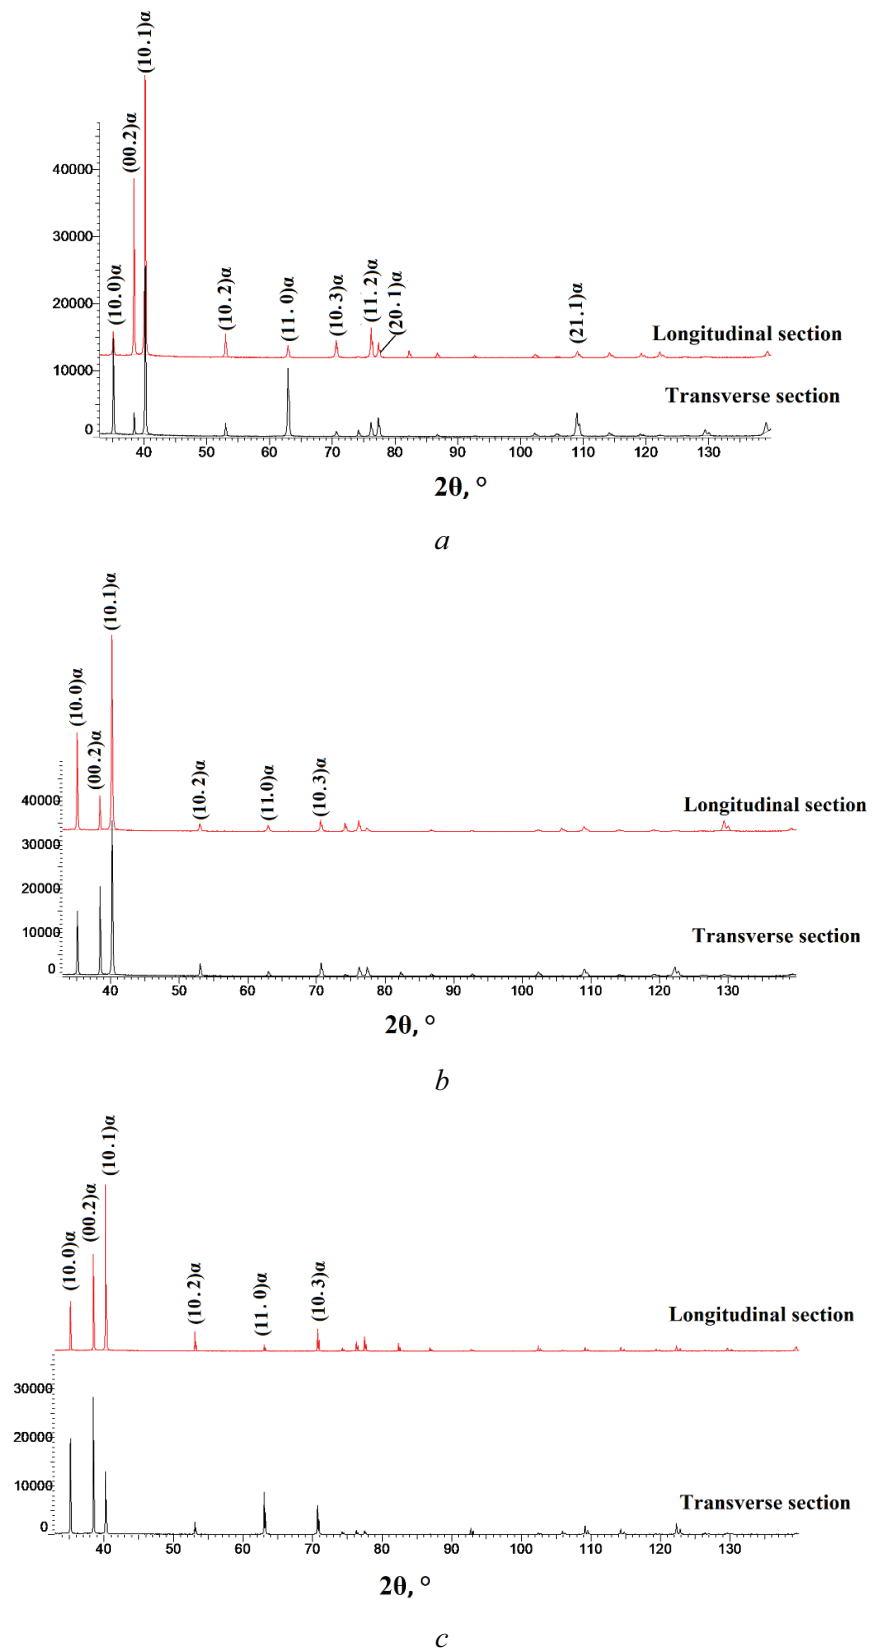 (10.1)α
(00.2)α
(10.0)α
(10.2)α
(11.0)α
(10.3)α
(11.2)α
(20.1)α
(21.1)α
40000
30000
20000
10000
0
Longitudinal section
Transverse section
40 50 60 70 80 90 100 110 120 130
2θ, °
a
(10.1)α
(10.0)α
(00.2)α
(10.2)α
(11.0)α
(10.3)α
40000
30000
20000
10000
0
Longitudinal section
Transverse section
40 50 60 70 80 90 100 110 120 130
2θ, °
b
(10.1)α
(00.2)α
(10.0)α
(10.2)α
(11.0)α
(10.3)α
30000
20000
10000
0
Longitudinal section
Transverse section
40 50 60 70 80 90 100 110 120 130
2θ, °
c